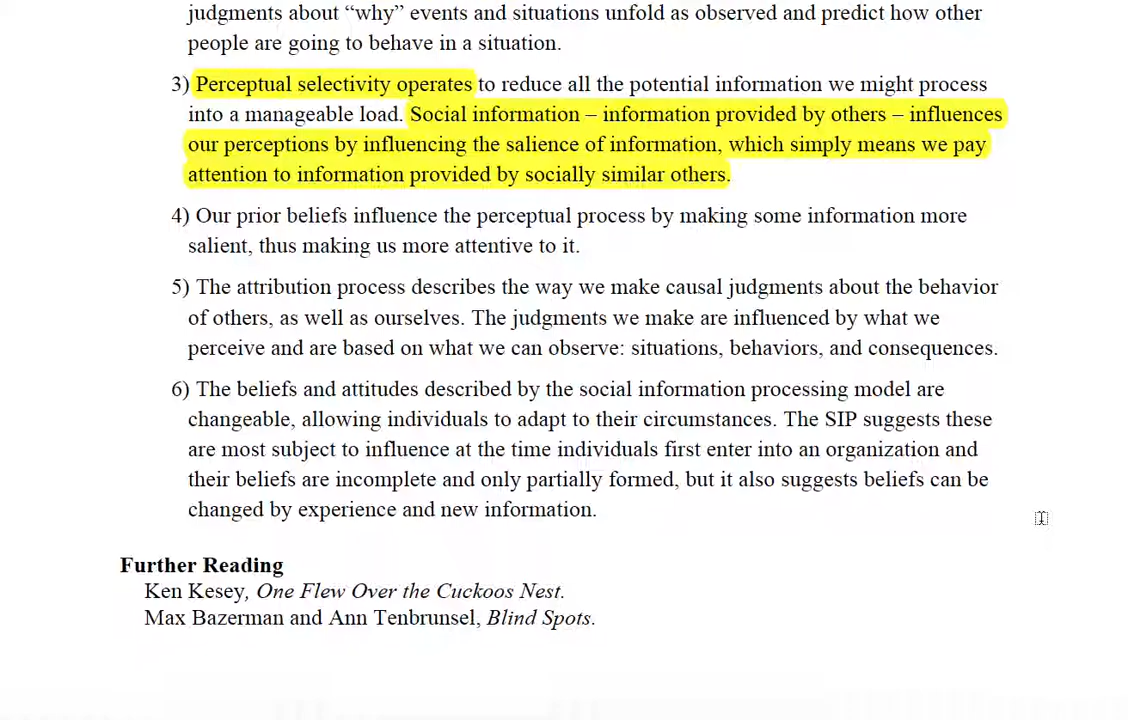 judgments about “why” events and situations unfold as observed and predict how other
people are going to behave in a situation.
3) Perceptual selectivity operates to reduce all the potential information we might process
into a manageable load. Social information – information provided by others – influences
our perceptions by influencing the salience of information, which simply means we pay
attention to information provided by socially similar others.
4) Our prior beliefs influence the perceptual process by making some information more
salient, thus making us more attentive to it.
5) The attribution process describes the way we make causal judgments about the behavior
of others, as well as ourselves. The judgments we make are influenced by what we
perceive and are based on what we can observe: situations, behaviors, and consequences.
6) The beliefs and attitudes described by the social information processing model are
changeable, allowing individuals to adapt to their circumstances. The SIP suggests these
are most subject to influence at the time individuals first enter into an organization and
their beliefs are incomplete and only partially formed, but it also suggests beliefs can be
changed by experience and new information.
Further Reading
Ken Kesey, One Flew Over the Cuckoos Nest.
Max Bazerman and Ann Tenbrunsel, Blind Spots.